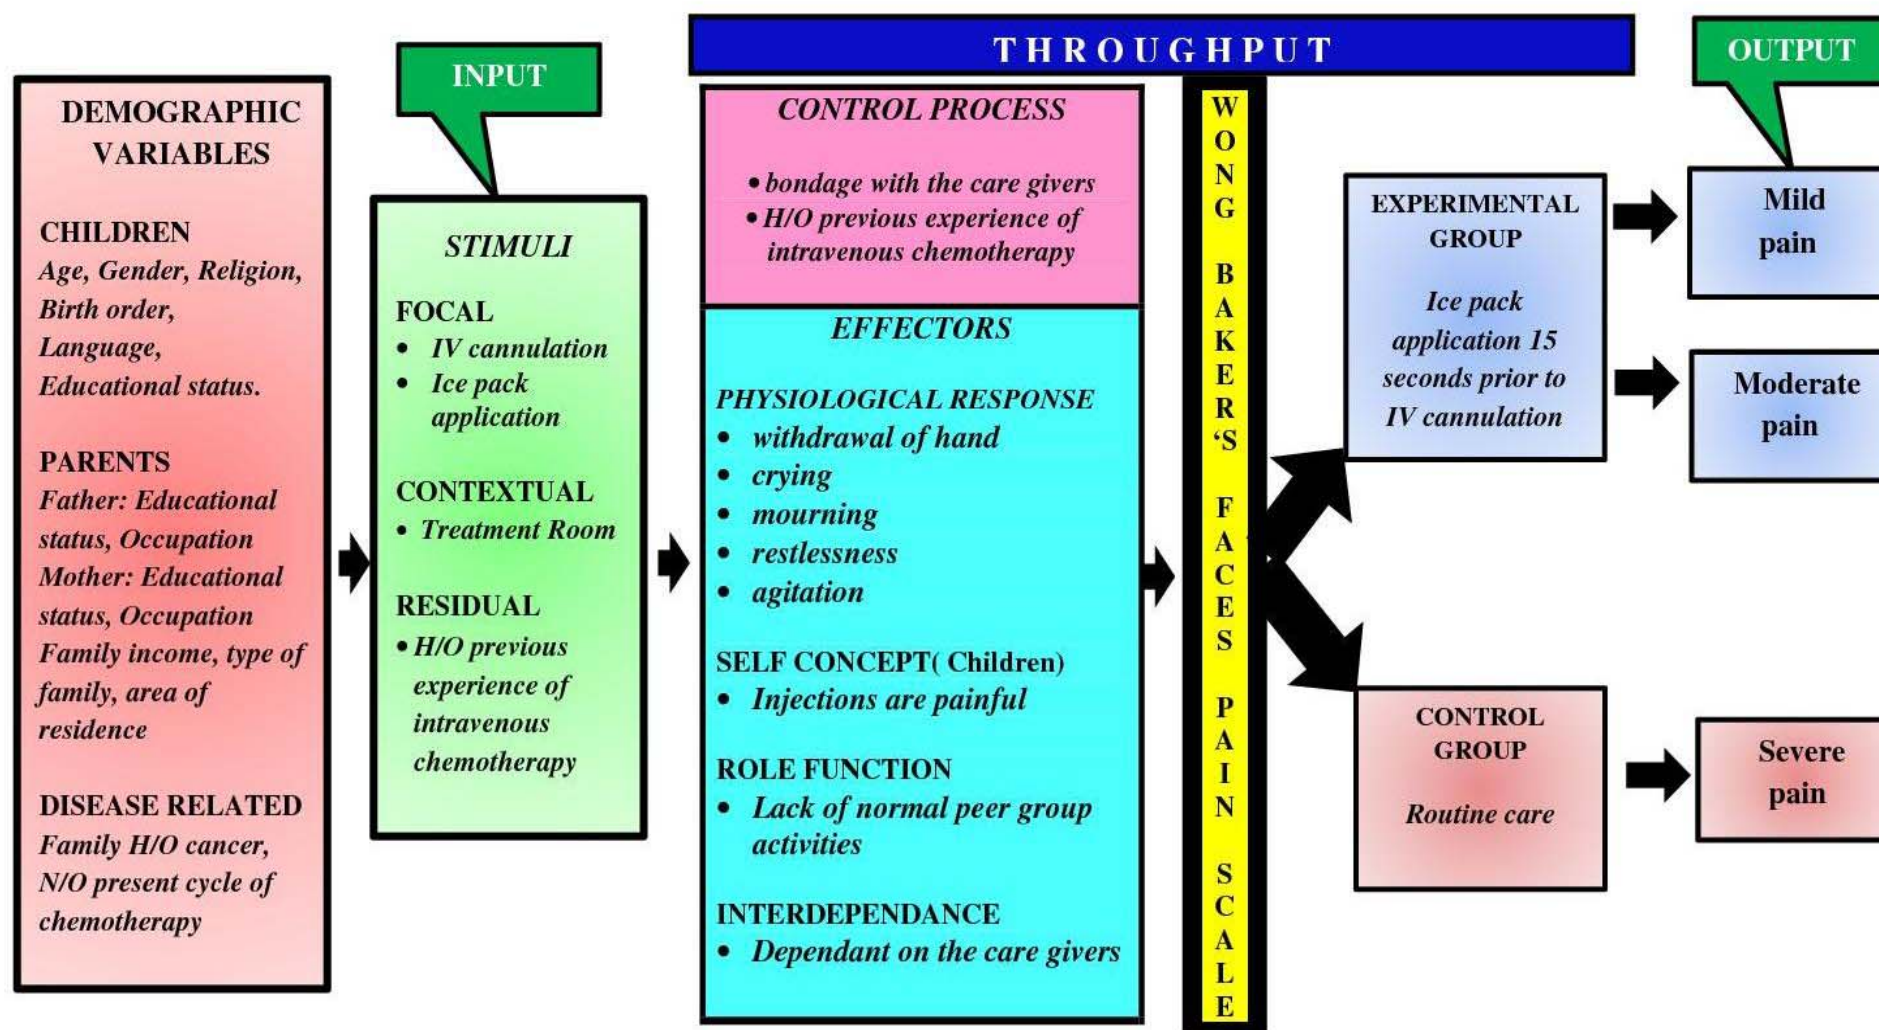 DEMOGRAPHIC
VARIABLES
CHILDREN
Age, Gender, Religion,
Birth order,
Language,
Educational status.
PARENTS
Father: Educational
status, Occupation
Mother: Educational
status, Occupation
Family income, type of
family, area of
residence
DISEASE RELATED
Family H/O cancer,
N/O present cycle of
chemotherapy
INPUT
STIMULI
FOCAL
• IV cannulation
• Ice pack
application
CONTEXTUAL
• Treatment Room
RESIDUAL
• H/O previous
experience of
intravenous
chemotherapy
THROUGHPUT
CONTROL PROCESS
• bondage with the care givers
• H/O previous experience of
intravenous chemotherapy
EFFECTORS
PHYSIOLOGICAL RESPONSE
• withdrawal of hand
• crying
• mourning
• restlessness
• agitation
SELF CONCEPT( Children)
• Injections are painful
ROLE FUNCTION
• Lack of normal peer group
activities
INTERDEPENDANCE
• Dependant on the care givers
WONG BAKER'S FACES PAIN SCALE
EXPERIMENTAL
GROUP
Ice pack
application 15
seconds prior to
IV cannulation
CONTROL
GROUP
Routine care
OUTPUT
Mild
pain
Moderate
pain
Severe
pain